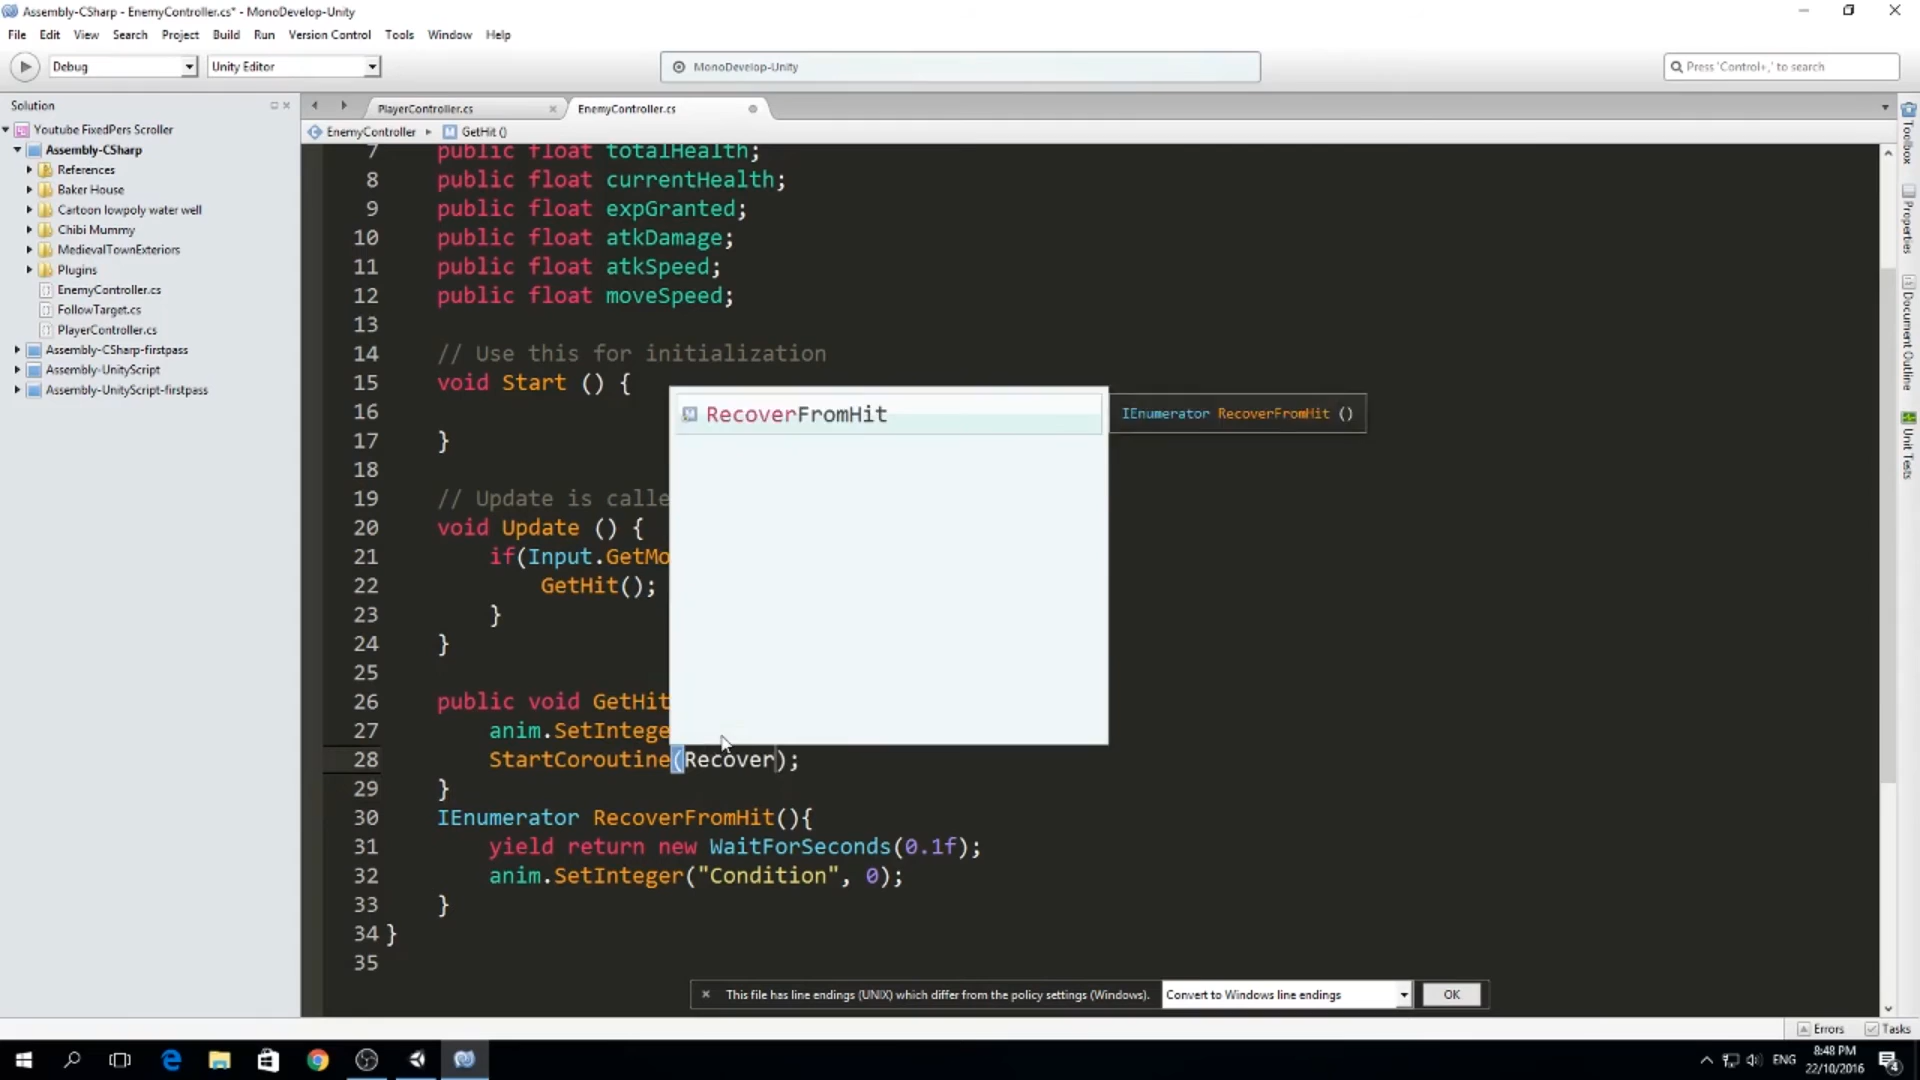 Assembly-CSharp - EnemyController.cs* - MonoDevelop-Unity
File Edit View Search Project Build Run Version Control Tools Window Help
Debug Unity Editor MonoDevelop-Unity Press 'Control+,' to search
Solution
Youtube FixedPers Scroller
Assembly-CSharp
References
Baker House
Cartoon lowpoly water well
Chibi Mummy
MedievalTownExteriors
Plugins
EnemyController.cs
FollowTarget.cs
PlayerController.cs
Assembly-CSharp-firstpass
Assembly-UnityScript
Assembly-UnityScript-firstpass
PlayerController.cs EnemyController.cs
EnemyController GetHit ()
7 public float totalHealth;
8 public float currentHealth;
9 public float expGranted;
10 public float atkDamage;
11 public float atkSpeed;
12 public float moveSpeed;
13
14 // Use this for initialization
15 void Start () {
16
17 }
18
19 // Update is calle
20 void Update () {
21 if(Input.GetMo
22 GetHit();
23 }
24 }
25
26 public void GetHit
27 anim.SetIntege
28 StartCoroutine(Recover);
29 }
30 IEnumerator RecoverFromHit(){
31 yield return new WaitForSeconds(0.1f);
32 anim.SetInteger("Condition", 0);
33 }
34 }
35
RecoverFromHit
IEnumerator RecoverFromHit ()
This file has line endings (UNIX) which differ from the policy settings (Windows). Convert to Windows line endings OK
Toolbox
Properties
Document Outline
Unit Tests
Errors Tasks
ENG
8:48 PM
22/10/2016
4